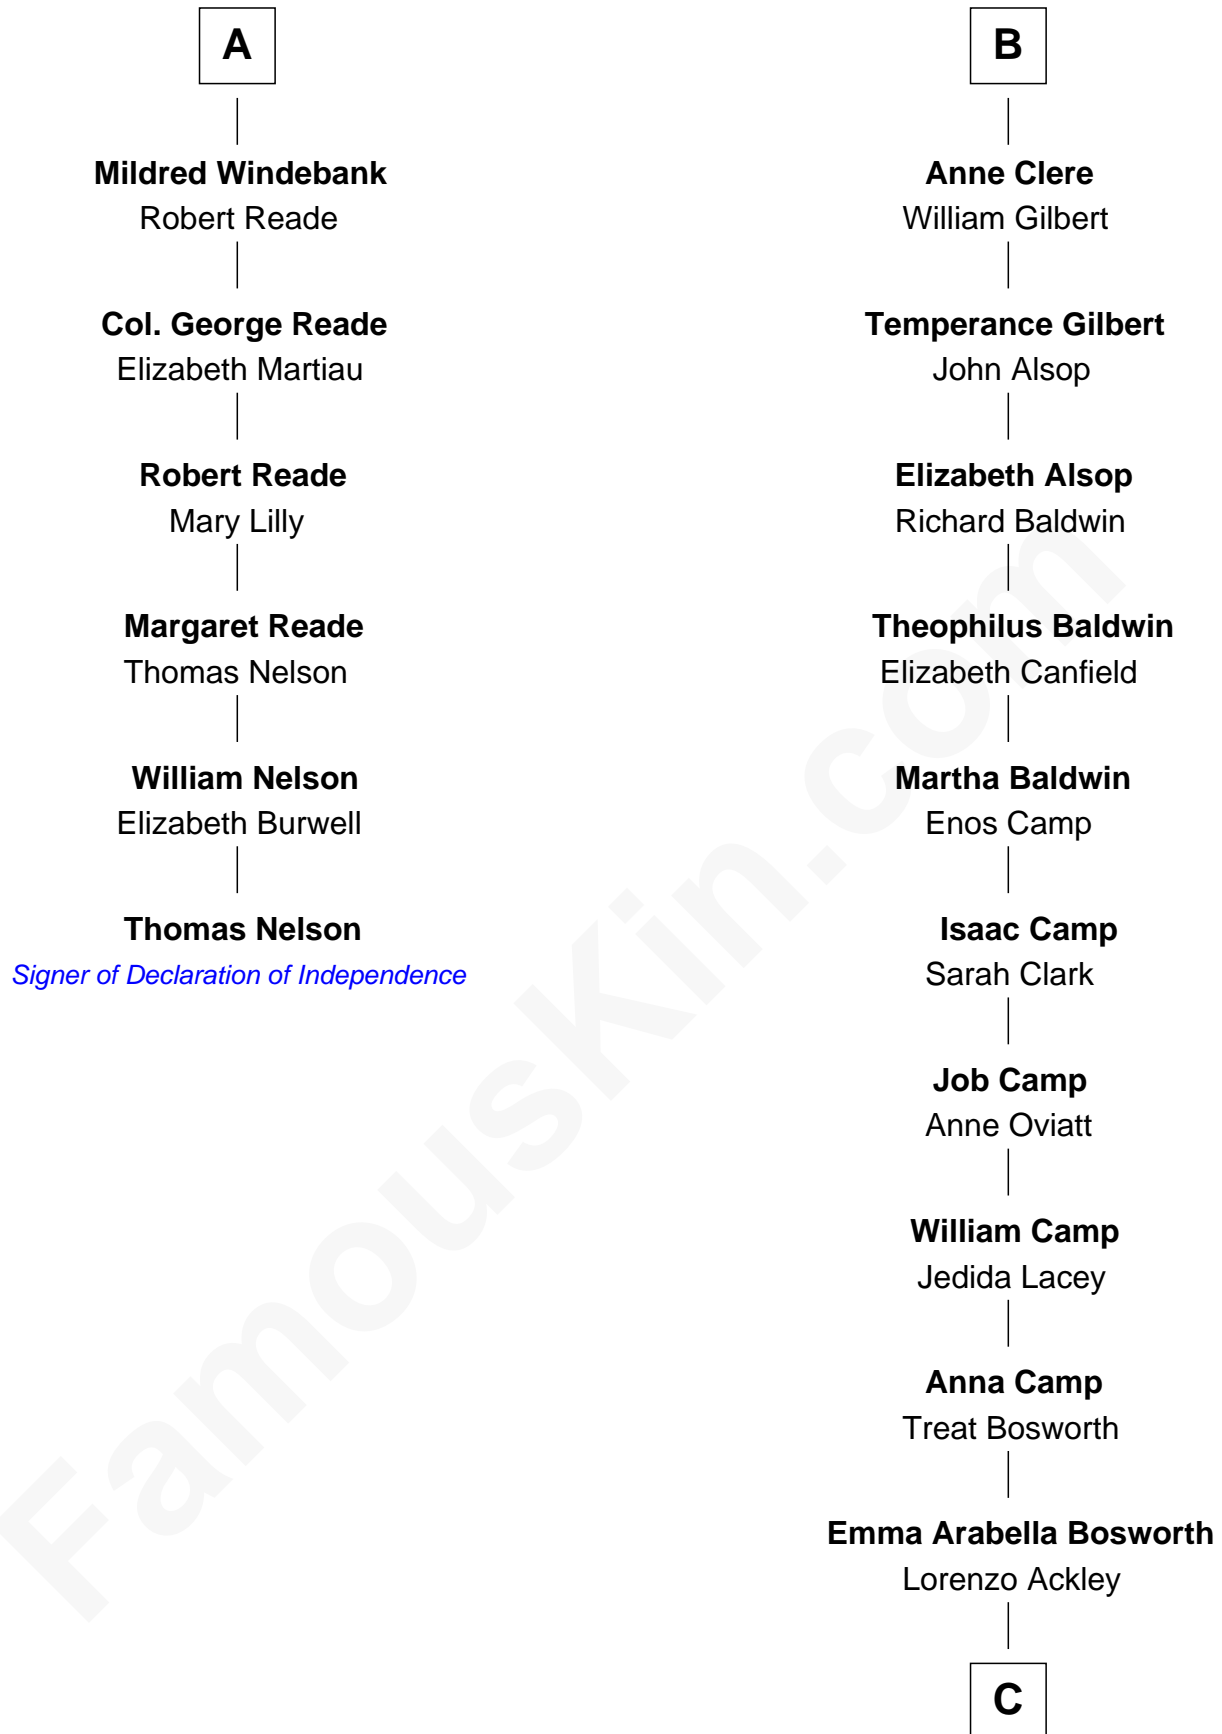 A
Mildred Windebank
Robert Reade
Col. George Reade
Elizabeth Martiau
Robert Reade
Mary Lilly
Margaret Reade
Thomas Nelson
William Nelson
Elizabeth Burwell
Thomas Nelson
Signer of Declaration of Independence
B
Anne Clere
William Gilbert
Temperance Gilbert
John Alsop
Elizabeth Alsop
Richard Baldwin
Theophilus Baldwin
Elizabeth Canfield
Martha Baldwin
Enos Camp
Isaac Camp
Sarah Clark
Job Camp
Anne Oviatt
William Camp
Jedida Lacey
Anna Camp
Treat Bosworth
Emma Arabella Bosworth
Lorenzo Ackley
C
FamousKin.com